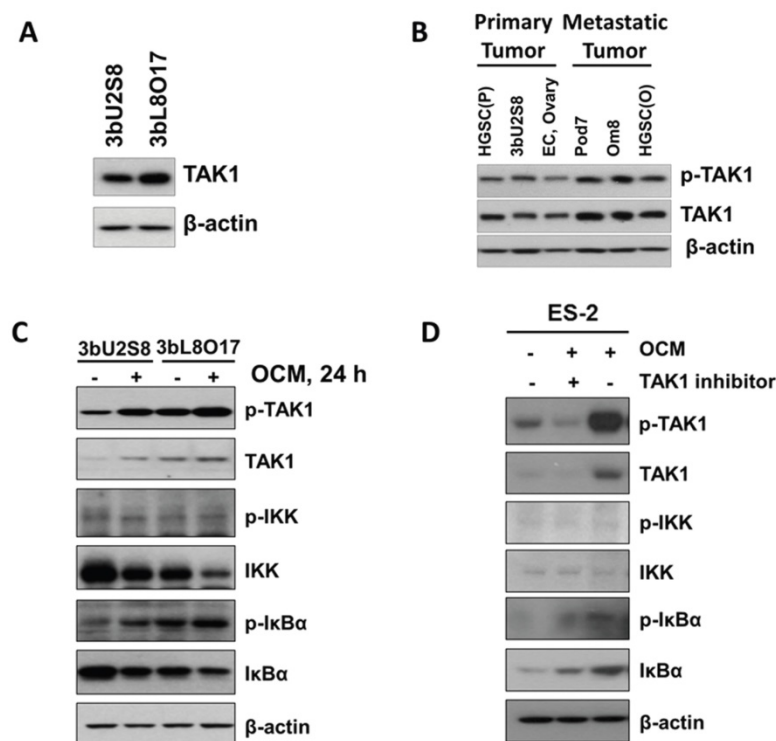 A
3bU2S8
3bL8O17
TAK1
β-actin
B
Primary Metastatic
Tumor Tumor
HGSC(P)
3bU2S8
EC, Ovary
Pod7
Om8
HGSC(O)
p-TAK1
TAK1
β-actin
C
3bU2S8 3bL8O17
- + - + OCM, 24 h
p-TAK1
TAK1
p-IKK
IKK
p-IκBα
IκBα
β-actin
D
ES-2
- + + OCM
- + - TAK1 inhibitor
p-TAK1
TAK1
p-IKK
IKK
p-IκBα
IκBα
β-actin